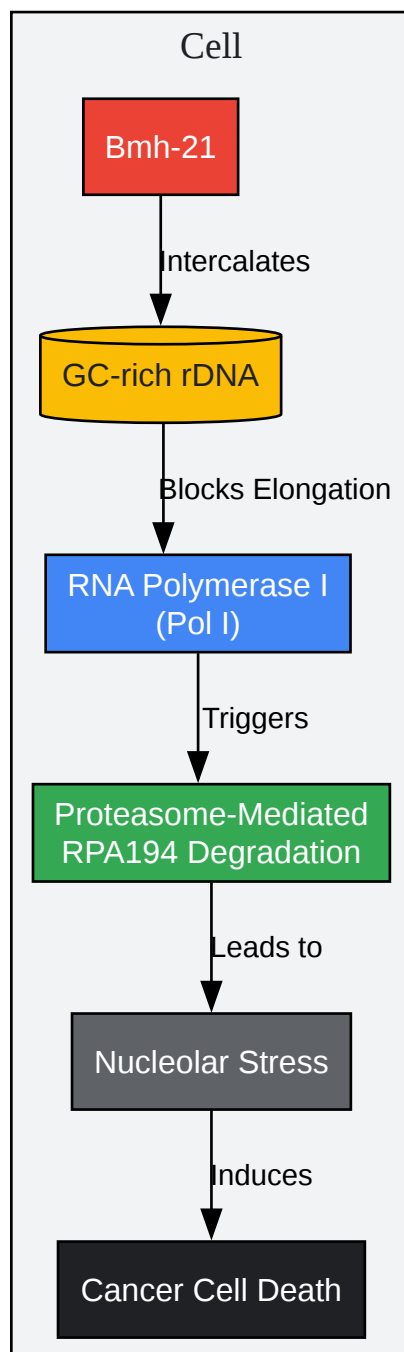 Cell
Bmh-21
Intercalates
GC-rich rDNA
Blocks Elongation
RNA Polymerase I
(Pol I)
Triggers
Proteasome-Mediated
RPA194 Degradation
Leads to
Nucleolar Stress
Induces
Cancer Cell Death